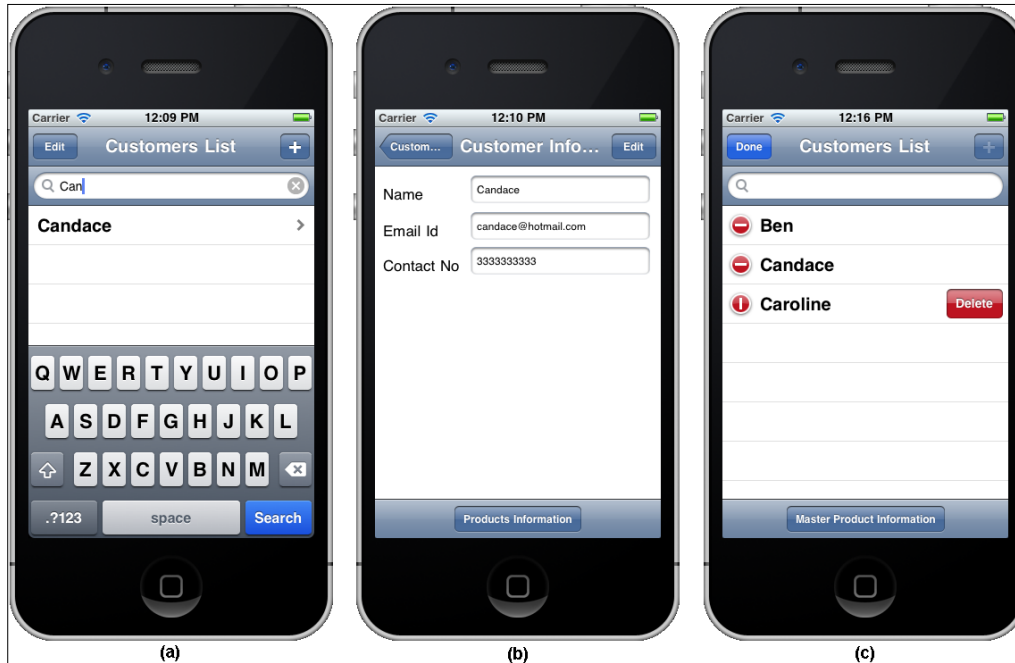 Carrier 12:09 PM
Edit Customers List +
Can
Candace
Q W E R T Y U I O P
A S D F G H J K L
Z X C V B N M
.?123 space Search
(a)
Carrier 12:10 PM
Custom... Customer Info... Edit
Name Candace
Email Id candace@hotmail.com
Contact No 3333333333
Products Information
(b)
Carrier 12:16 PM
Done Customers List +
Ben
Candace
Caroline Delete
Master Product Information
(c)